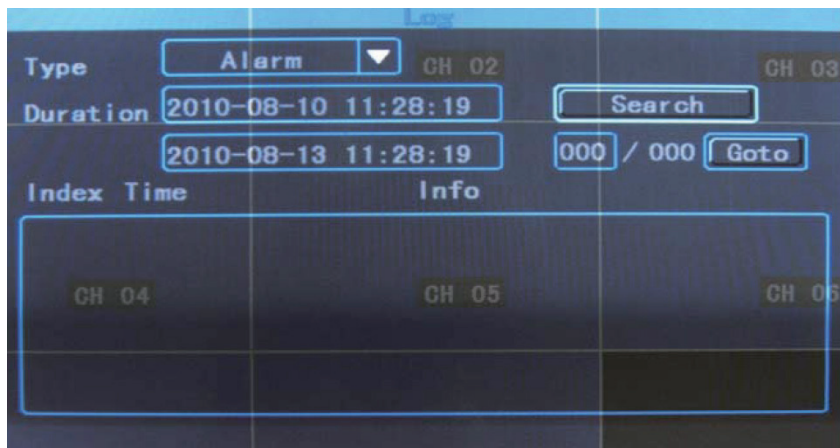 Log
Type Alarm CH 02 CH 03
Duration 2010-08-10 11:28:19 Search
2010-08-13 11:28:19 000 / 000 Goto
Index Time Info
CH 04 CH 05 CH 06